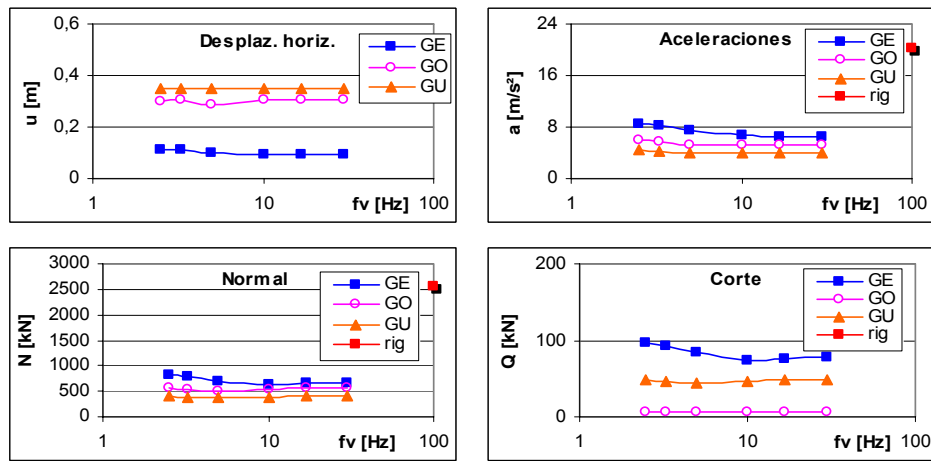 0,6
0,4
0,2
0
u [m]
Desplaz. horiz.
GE
GO
GU
1
10
100
fv [Hz]
24
16
8
0
a [m/s²]
Aceleraciones
GE
GO
GU
rig
1
10
100
fv [Hz]
3000
2500
2000
1500
1000
500
0
N [kN]
Normal
GE
GO
GU
rig
1
10
100
fv [Hz]
200
100
0
Q [kN]
Corte
GE
GO
GU
rig
1
10
100
fv [Hz]